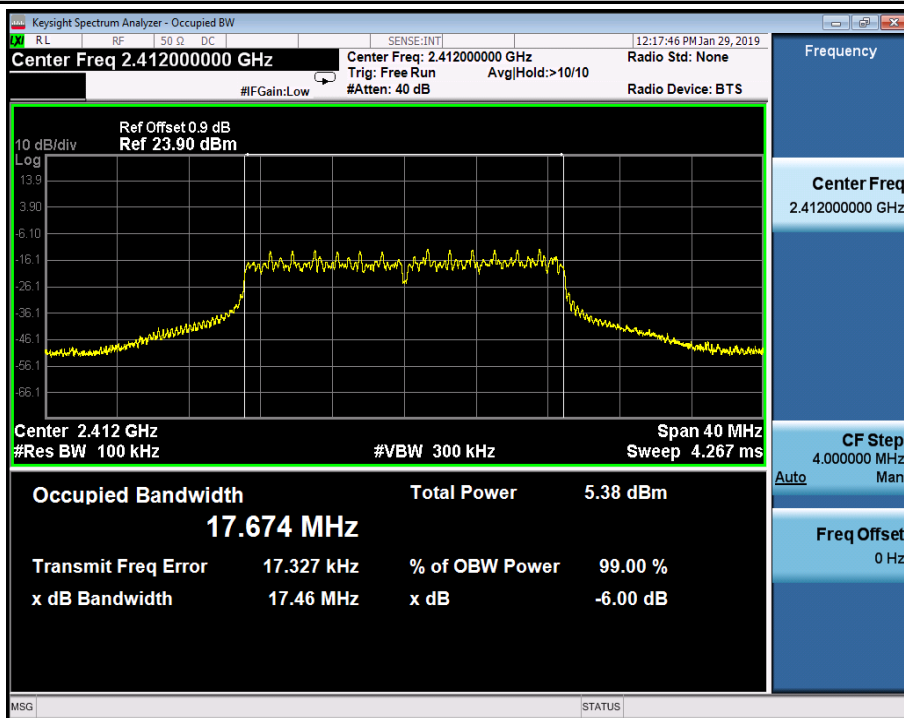 Keysight Spectrum Analyzer - Occupied BW
LXI RL RF 50 Ω DC SENSE:INT 12:17:46 PM Jan 29, 2019
Center Freq 2.412000000 GHz
#IFGain:Low
Center Freq: 2.412000000 GHz
Trig: Free Run Avg|Hold:>10/10
#Atten: 40 dB
Radio Std: None
Radio Device: BTS
Ref Offset 0.9 dB
10 dB/div Ref 23.90 dBm
Log
13.9
3.90
-6.10
-16.1
-26.1
-36.1
-46.1
-56.1
-66.1
Center 2.412 GHz Span 40 MHz
#Res BW 100 kHz #VBW 300 kHz Sweep 4.267 ms
Occupied Bandwidth Total Power 5.38 dBm
17.674 MHz
Transmit Freq Error 17.327 kHz % of OBW Power 99.00 %
x dB Bandwidth 17.46 MHz x dB -6.00 dB
Frequency
Center Freq
2.412000000 GHz
CF Step
4.000000 MHz
Auto Man
Freq Offset
0 Hz
MSG STATUS